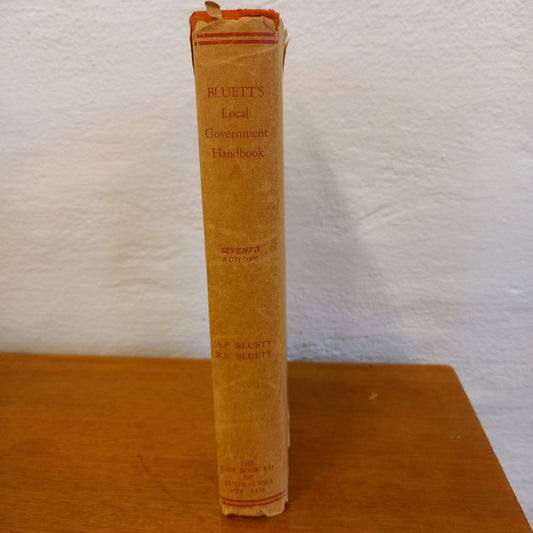 BLUETT'S
Local
Government
Handbook
SEVENTH
EDITION
A.P. BLUETT
R.G. BLUETT
THE
LAW BOOK CO.
OF
AUSTRALASIA
PTY LTD